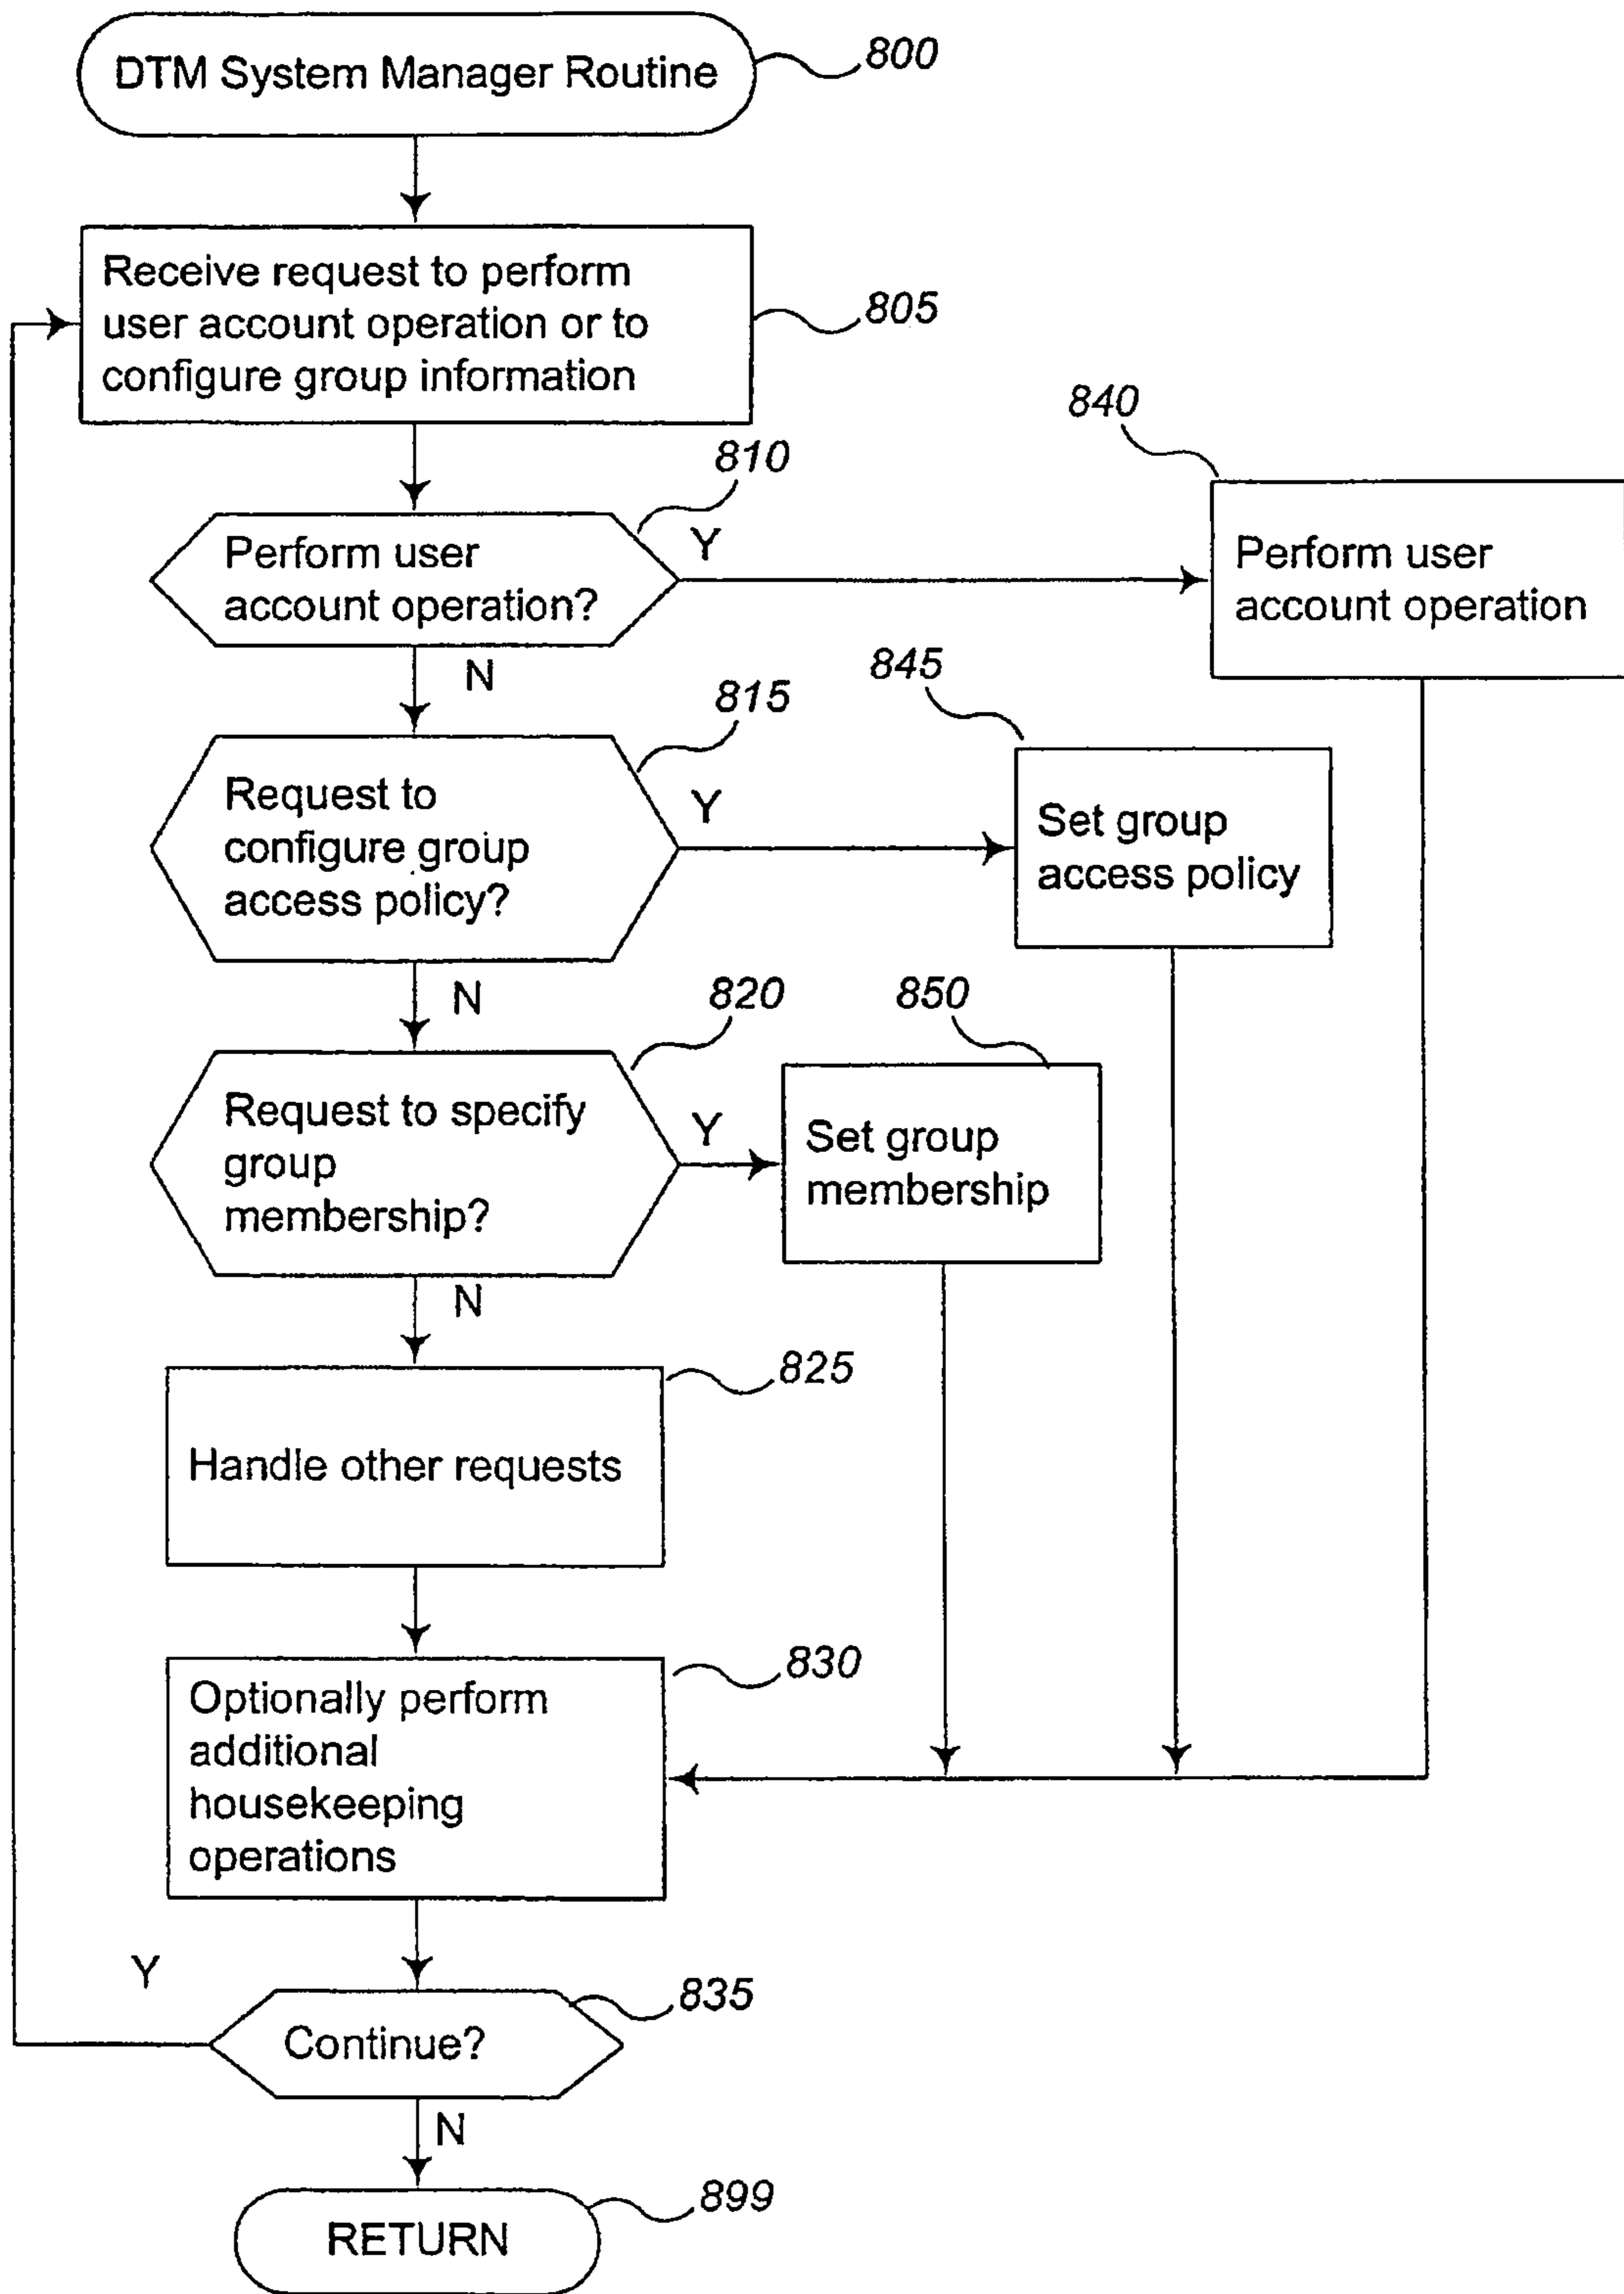 DTM System Manager Routine
800
Receive request to perform
user account operation or to
configure group information
805
810
Perform user
account operation?
Y
N
840
Perform user
account operation
815
Request to
configure group
access policy?
Y
N
845
Set group
access policy
820
Request to specify
group
membership?
Y
N
850
Set group
membership
825
Handle other requests
830
Optionally perform
additional
housekeeping
operations
Y
835
Continue?
N
899
RETURN